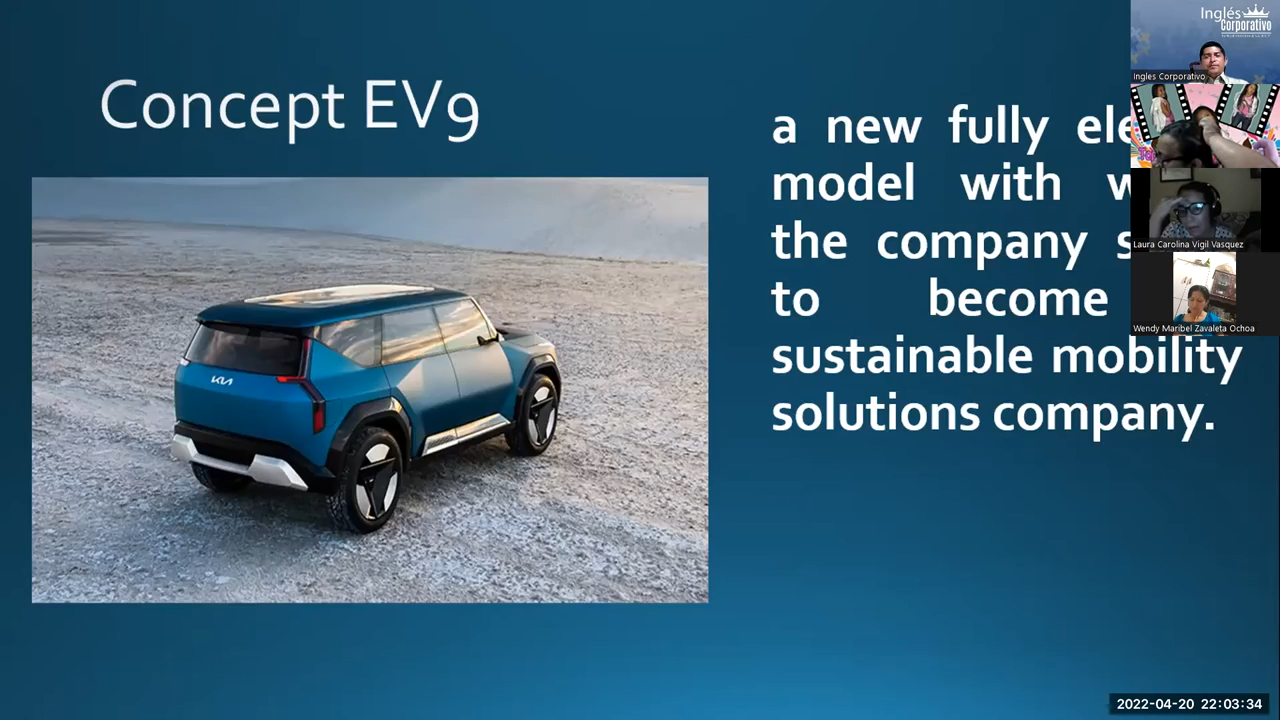 Concept EV9
a new fully ele
model with w
the company s
to become
sustainable mobility
solutions company.
KIA
Inglés
Corporativo
Ingles Corporativo
Laura Carolina Vigil Vasquez
Wendy Maribel Zavaleta Ochoa
2022-04-20 22:03:34